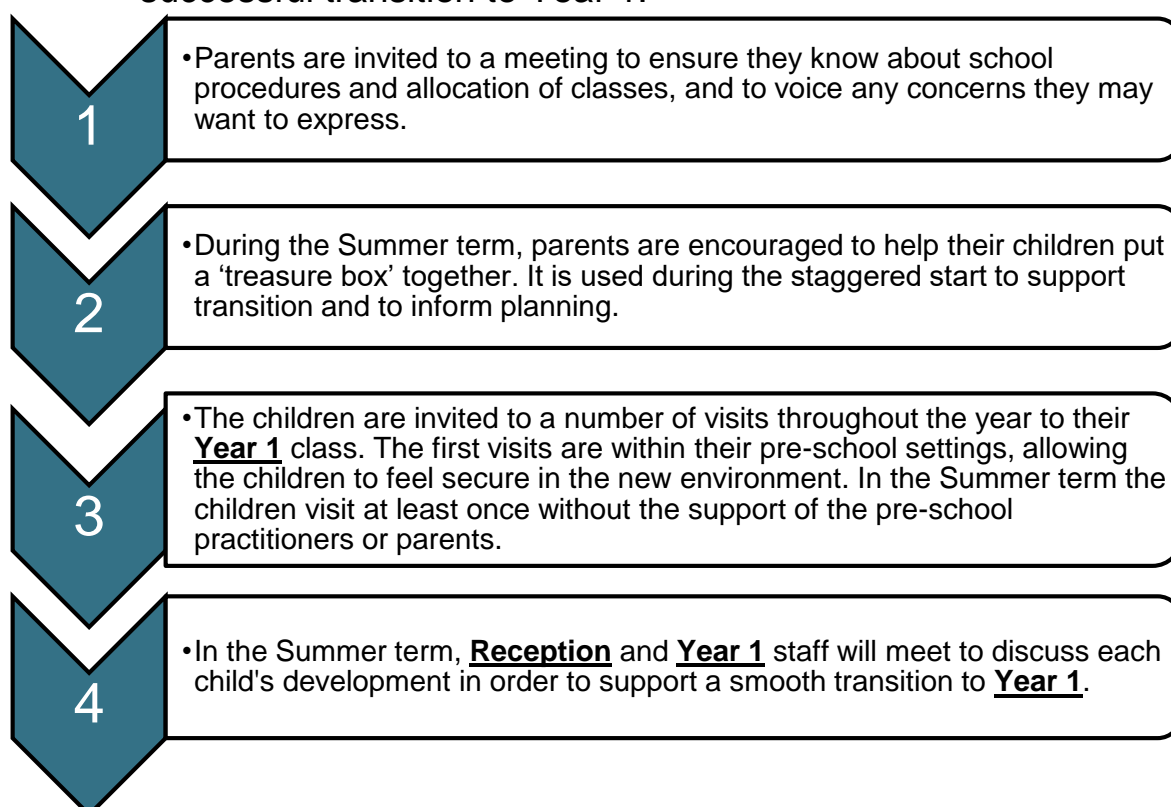 successful transition to Year 1.
1
•Parents are invited to a meeting to ensure they know about school
procedures and allocation of classes, and to voice any concerns they may
want to express.
2
•During the Summer term, parents are encouraged to help their children put
a ‘treasure box’ together. It is used during the staggered start to support
transition and to inform planning.
3
•The children are invited to a number of visits throughout the year to their
Year 1 class. The first visits are within their pre-school settings, allowing
the children to feel secure in the new environment. In the Summer term the
children visit at least once without the support of the pre-school
practitioners or parents.
4
•In the Summer term, Reception and Year 1 staff will meet to discuss each
child's development in order to support a smooth transition to Year 1.